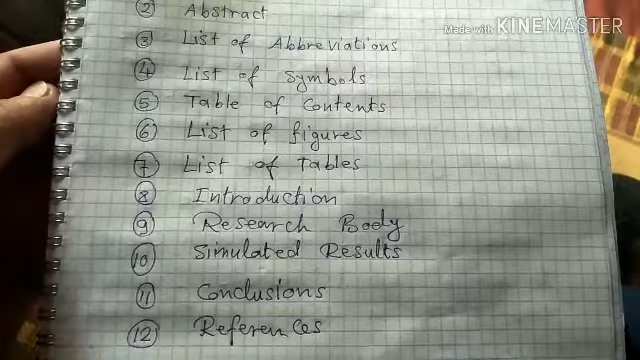 Made with KINEMASTER
② Abstract
③ List of Abbreviations
④ List of Symbols
⑤ Table of Contents
⑥ List of figures
⑦ List of Tables
⑧ Introduction
⑨ Research Body
⑩ Simulated Results
⑪ Conclusions
⑫ References